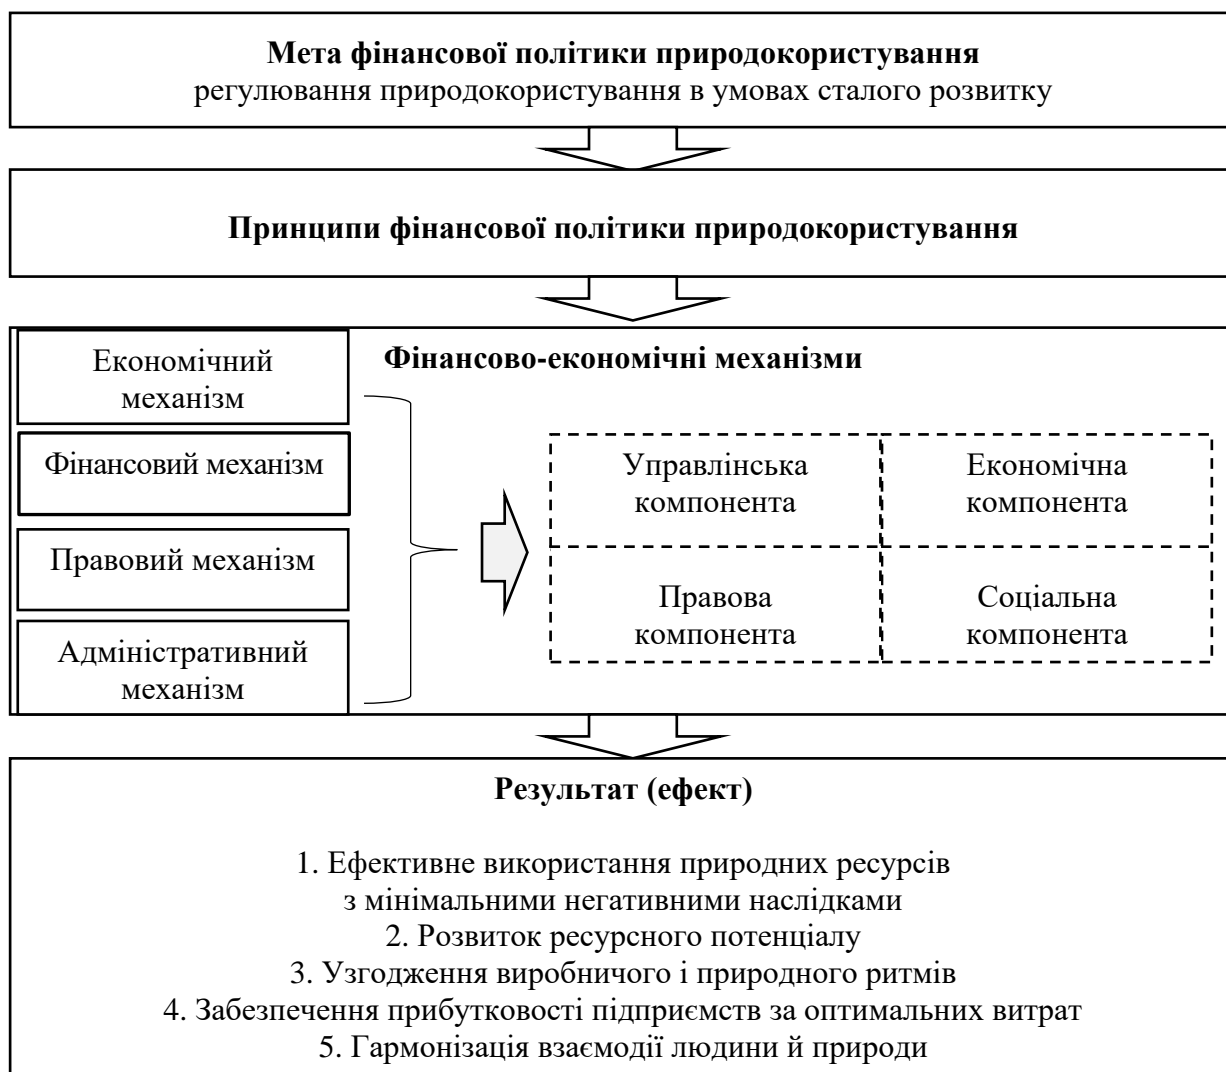 Мета фінансової політики природокористування
регулювання природокористування в умовах сталого розвитку
Принципи фінансової політики природокористування
Фінансово-економічні механізми
Економічний
механізм
Фінансовий механізм
Правовий механізм
Адміністративний
механізм
Управлінська
компонента
Економічна
компонента
Правова
компонента
Соціальна
компонента
Результат (ефект)
1. Ефективне використання природних ресурсів
з мінімальними негативними наслідками
2. Розвиток ресурсного потенціалу
3. Узгодження виробничого і природного ритмів
4. Забезпечення прибутковості підприємств за оптимальних витрат
5. Гармонізація взаємодії людини й природи